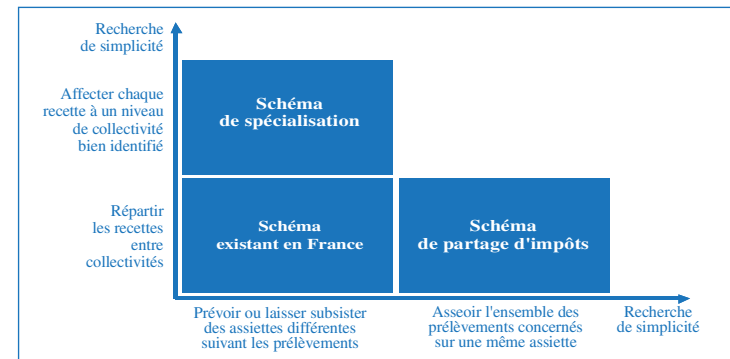 Recherche
de simplicité
Affecter chaque
recette à un niveau
de collectivité
bien identifié
Schéma
de spécialisation
Répartir
les recettes
entre
collectivités
Schéma
existant en France
Schéma
de partage d'impôts
Prévoir ou laisser subsister
des assiettes différentes
suivant les prélèvements
Asseoir l'ensemble des
prélèvements concernés
sur une même assiette
Recherche
de simplicité